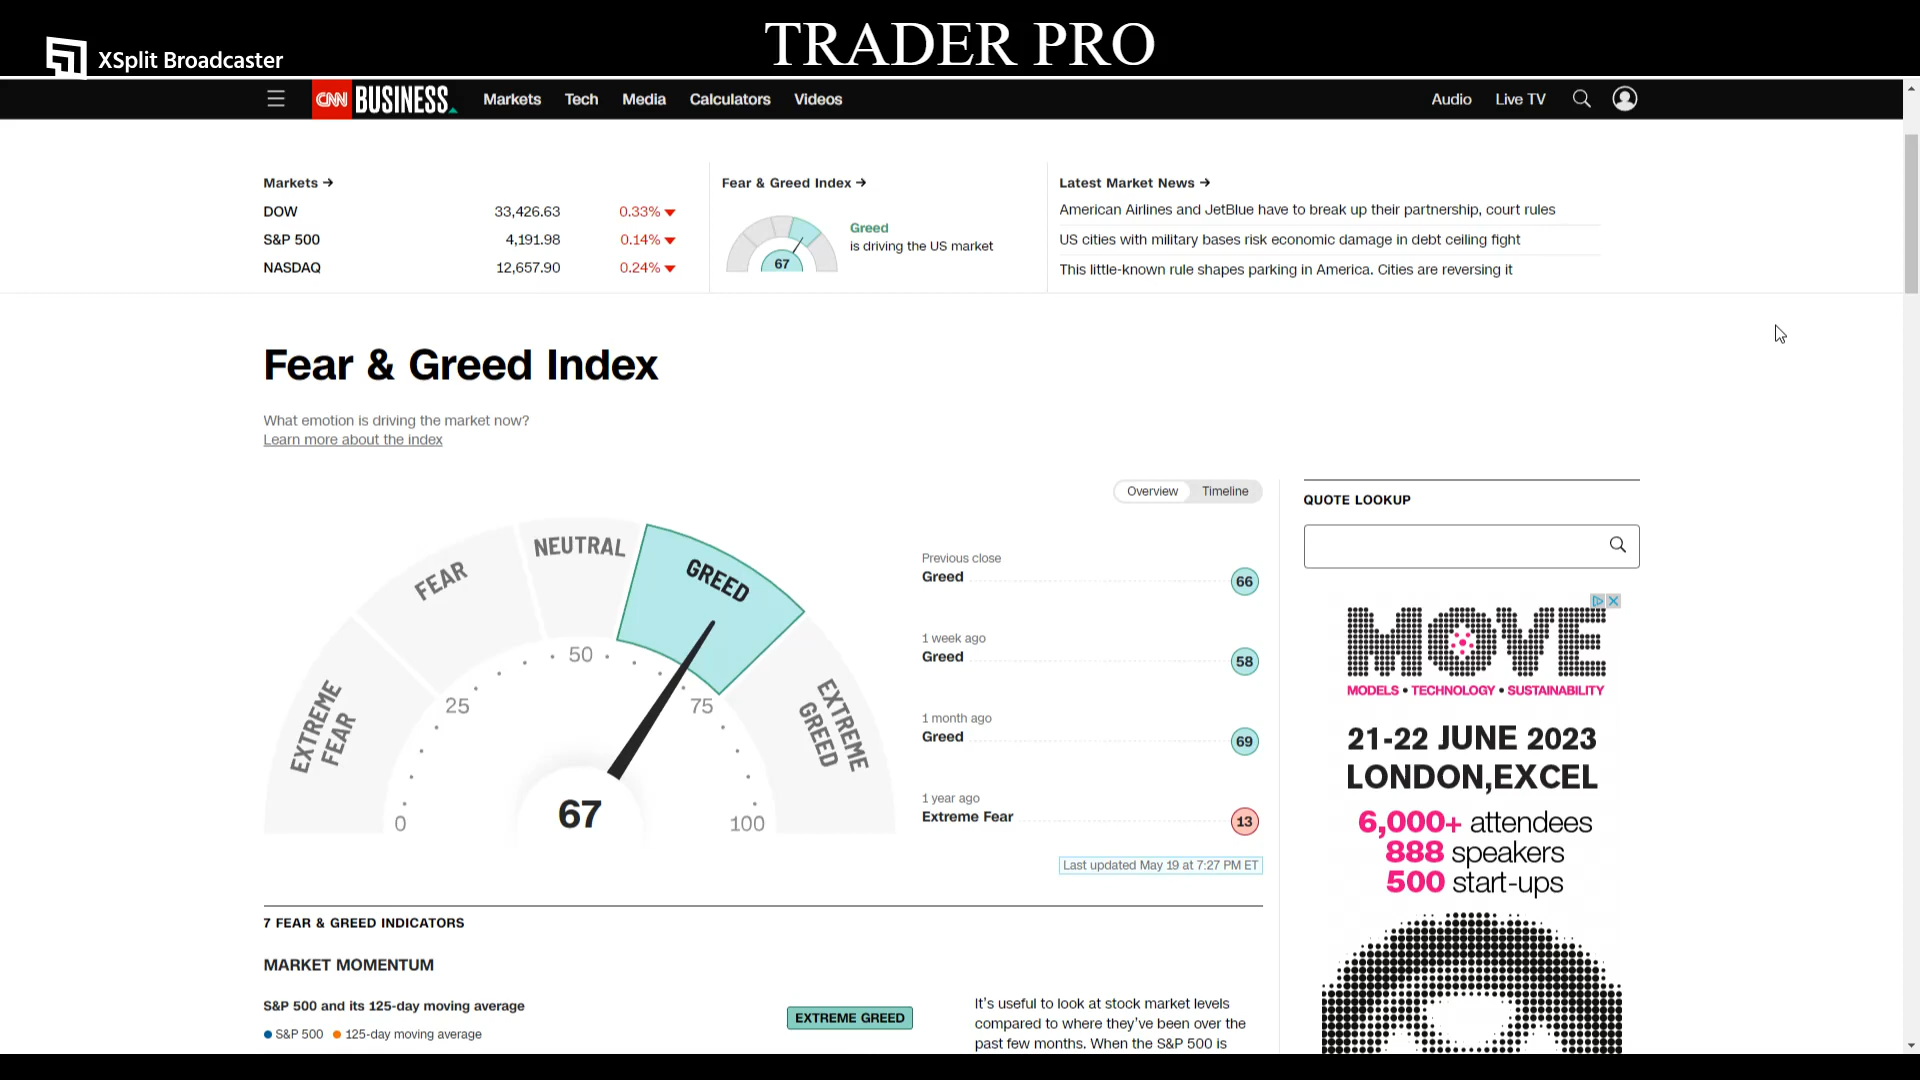 TRADER PRO
XSplit Broadcaster
CNN BUSINESS Markets Tech Media Calculators Videos Audio Live TV
Markets →
DOW 33,426.63 0.33%
S&P 500 4,191.98 0.14%
NASDAQ 12,657.90 0.24%
Fear & Greed Index →
67
Greed
is driving the US market
Latest Market News →
American Airlines and JetBlue have to break up their partnership, court rules
US cities with military bases risk economic damage in debt ceiling fight
This little-known rule shapes parking in America. Cities are reversing it
Fear & Greed Index
What emotion is driving the market now?
Learn more about the index
Overview Timeline
EXTREME FEAR
FEAR
NEUTRAL
GREED
EXTREME GREED
0
25
50
75
100
67
Previous close
Greed 66
1 week ago
Greed 58
1 month ago
Greed 69
1 year ago
Extreme Fear 13
Last updated May 19 at 7:27 PM ET
7 FEAR & GREED INDICATORS
MARKET MOMENTUM
S&P 500 and its 125-day moving average
S&P 500 125-day moving average
EXTREME GREED
It's useful to look at stock market levels
compared to where they've been over the
past few months. When the S&P 500 is
QUOTE LOOKUP
MOVE
MODELS • TECHNOLOGY • SUSTAINABILITY
21-22 JUNE 2023
LONDON,EXCEL
6,000+ attendees
888 speakers
500 start-ups